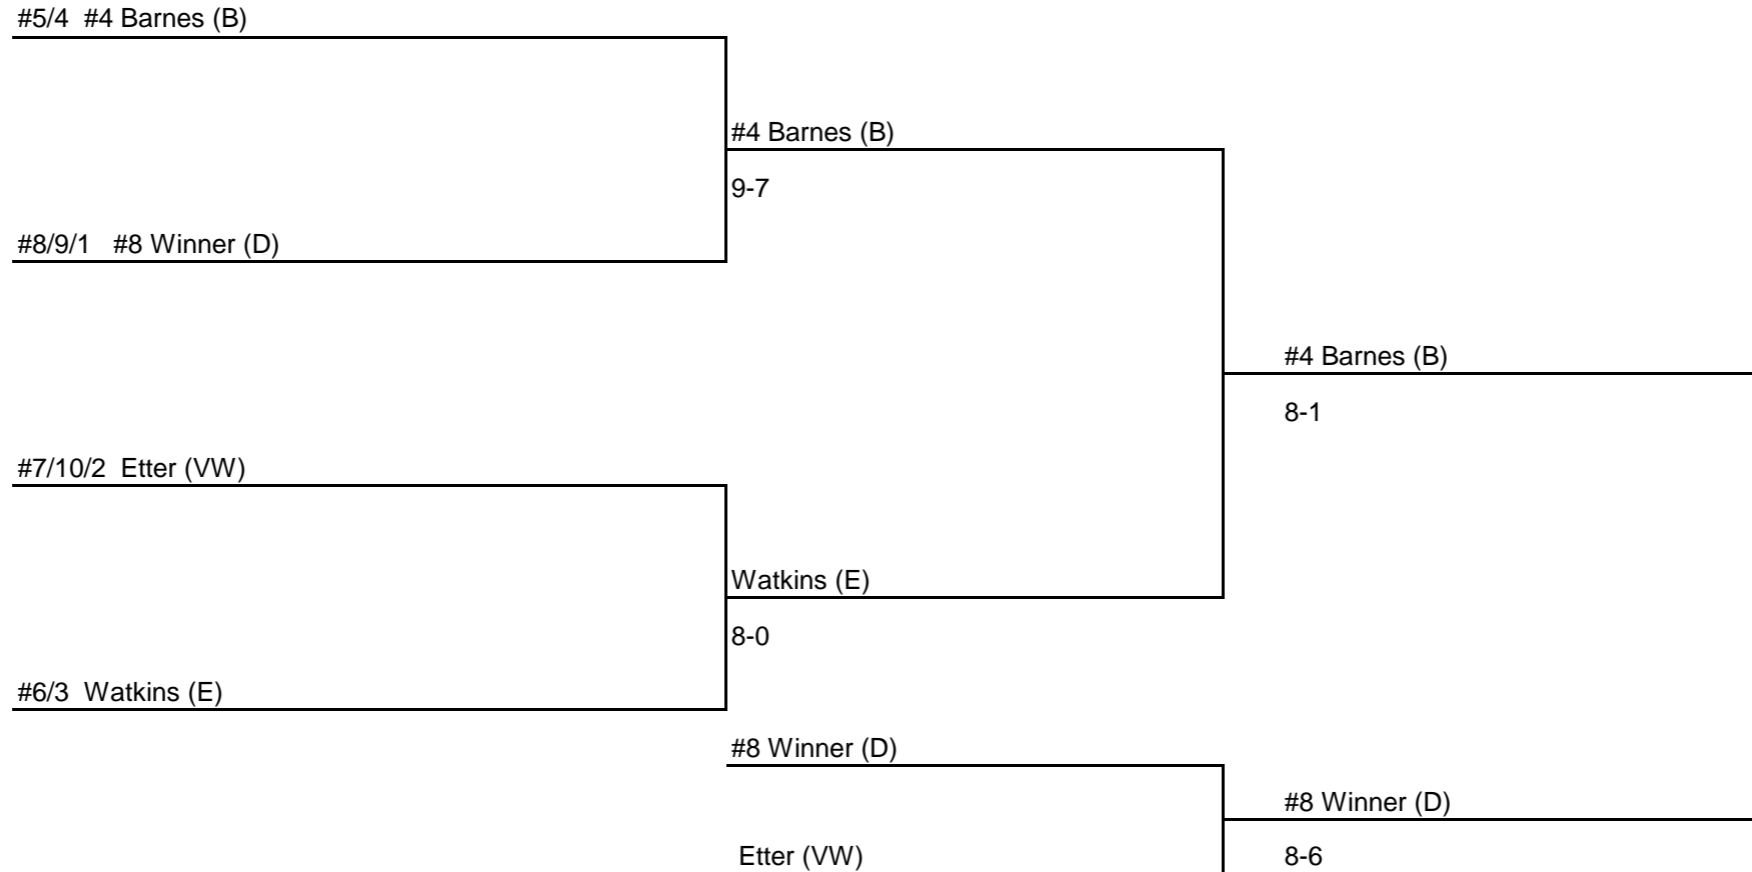 #5/4  #4 Barnes (B)
#4 Barnes (B)
9-7
#8/9/1   #8 Winner (D)
#4 Barnes (B)
8-1
#7/10/2  Etter (VW)
Watkins (E)
8-0
#6/3  Watkins (E)
#8 Winner (D)
#8 Winner (D)
Etter (VW)
8-6